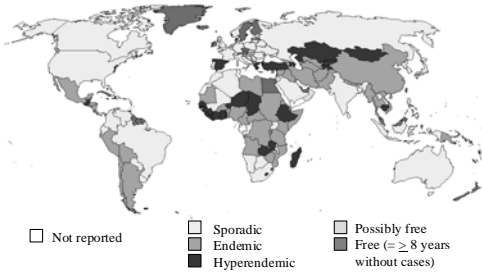 Not reported
Sporadic
Endemic
Hyperendemic
Possibly free
Free (= > 8 years
without cases)